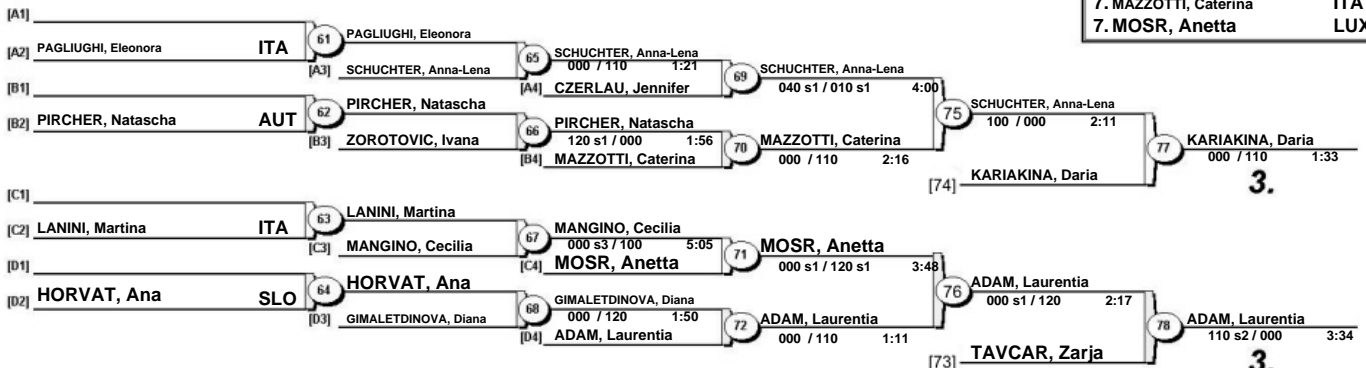 7. MAZZOTTI, Caterina ITA
7. MOSR, Anetta LUX
[A1]
[A2] PAGLIUGHI, Eleonora ITA
61 PAGLIUGHI, Eleonora
[A3] SCHUCHTER, Anna-Lena
65 SCHUCHTER, Anna-Lena
000 / 110 1:21
[A4] CZERLAU, Jennifer
69 SCHUCHTER, Anna-Lena
040 s1 / 010 s1 4:00
[B1]
[B2] PIRCHER, Natascha AUT
62 PIRCHER, Natascha
[B3] ZOROTOVIC, Ivana
66 PIRCHER, Natascha
120 s1 / 000 1:56
[B4] MAZZOTTI, Caterina
70 MAZZOTTI, Caterina
000 / 110 2:16
75 SCHUCHTER, Anna-Lena
100 / 000 2:11
[74] KARIAKINA, Daria
77 KARIAKINA, Daria
000 / 110 1:33
3.
[C1]
[C2] LANINI, Martina ITA
63 LANINI, Martina
[C3] MANGINO, Cecilia
67 MANGINO, Cecilia
000 s3 / 100 5:05
[C4] MOSR, Anetta
71 MOSR, Anetta
000 s1 / 120 s1 3:48
[D1]
[D2] HORVAT, Ana SLO
64 HORVAT, Ana
[D3] GIMALETDINOVA, Diana
68 GIMALETDINOVA, Diana
000 / 120 1:50
[D4] ADAM, Laurentia
72 ADAM, Laurentia
000 / 110 1:11
76 ADAM, Laurentia
000 s1 / 120 2:17
[73] TAVCAR, Zarja
78 ADAM, Laurentia
110 s2 / 000 3:34
3.